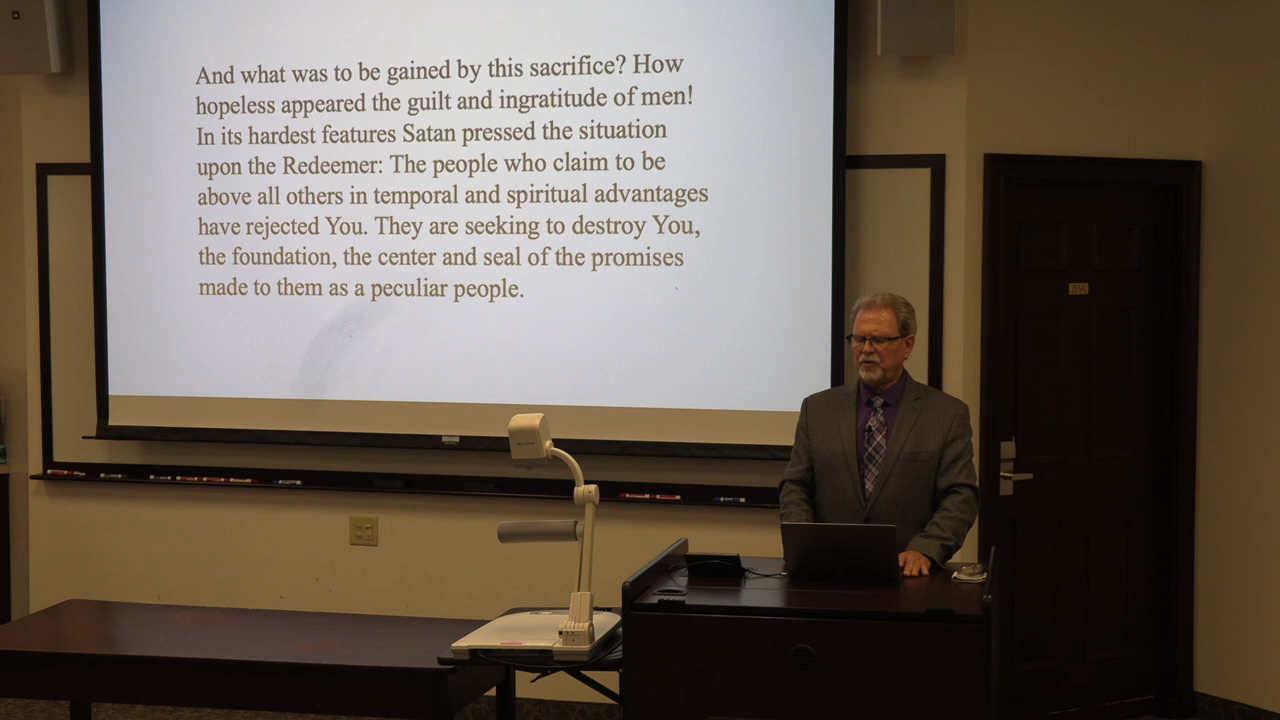 And what was to be gained by this sacrifice? How
hopeless appeared the guilt and ingratitude of men!
In its hardest features Satan pressed the situation
upon the Redeemer: The people who claim to be
above all others in temporal and spiritual advantages
have rejected You. They are seeking to destroy You,
the foundation, the center and seal of the promises
made to them as a peculiar people.